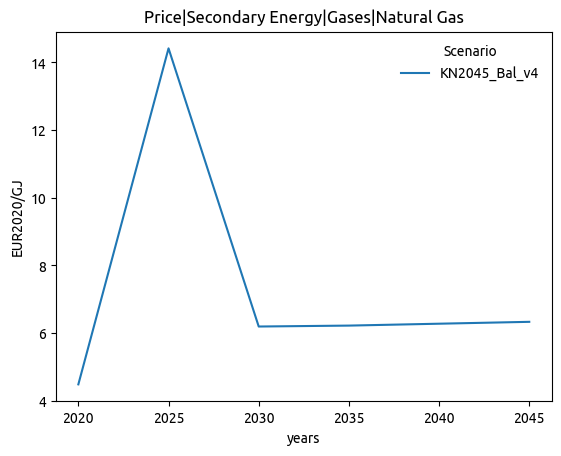 Price|Secondary Energy|Gases|Natural Gas
Scenario
KN2045_Bal_v4
14
12
10
8
6
4
EUR2020/GJ
2020 2025 2030 2035 2040 2045
years